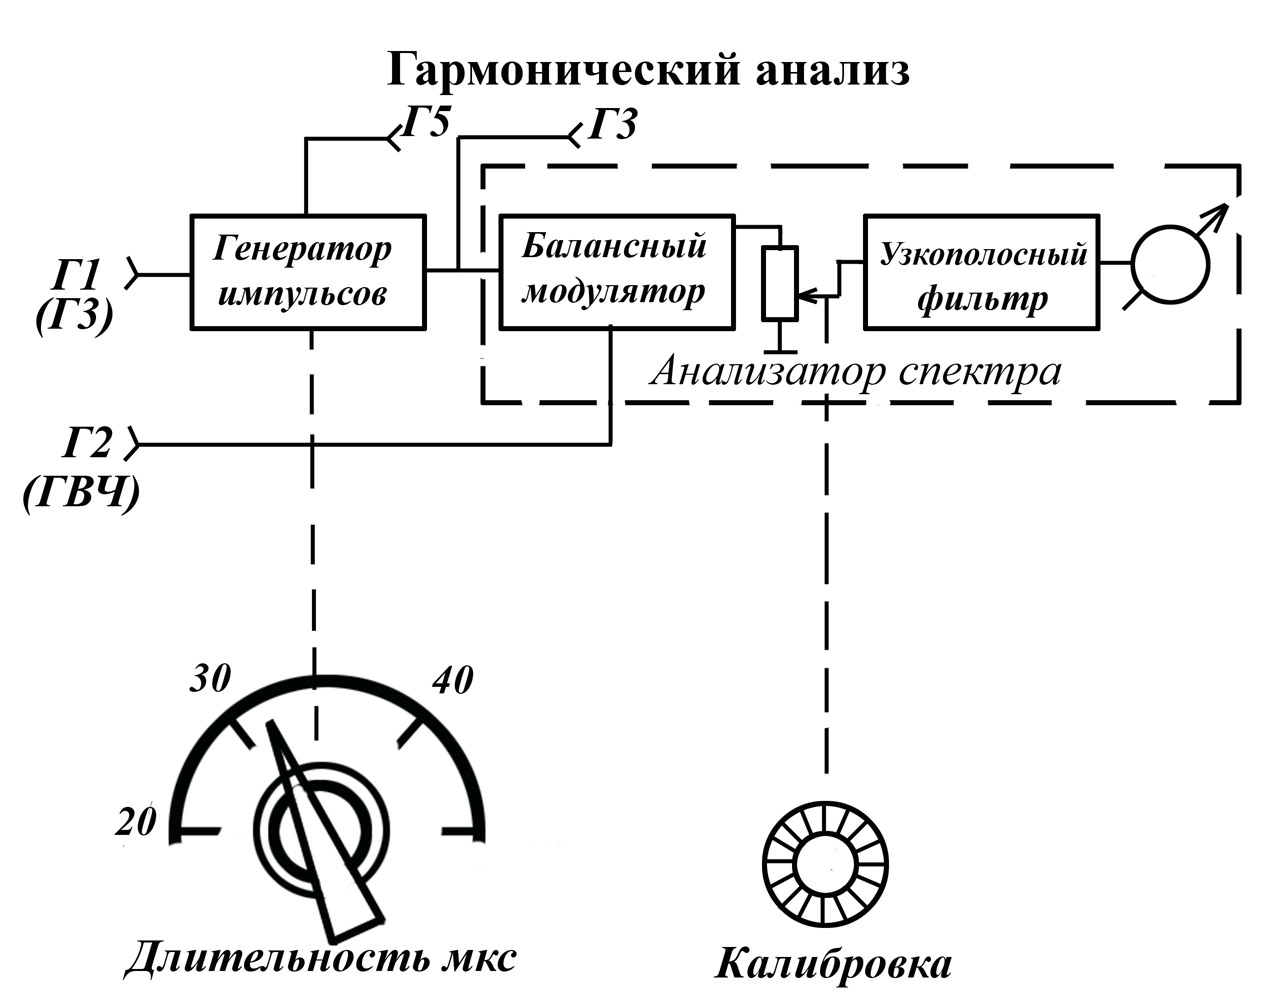 Гармонический анализ
Г5
Г3
Г1
(Г3)
Генератор
импульсов
Балансный
модулятор
Узкополосный
фильтр
Анализатор спектра
Г2
(ГВЧ)
30
40
20
Длительность мкс
Калибровка